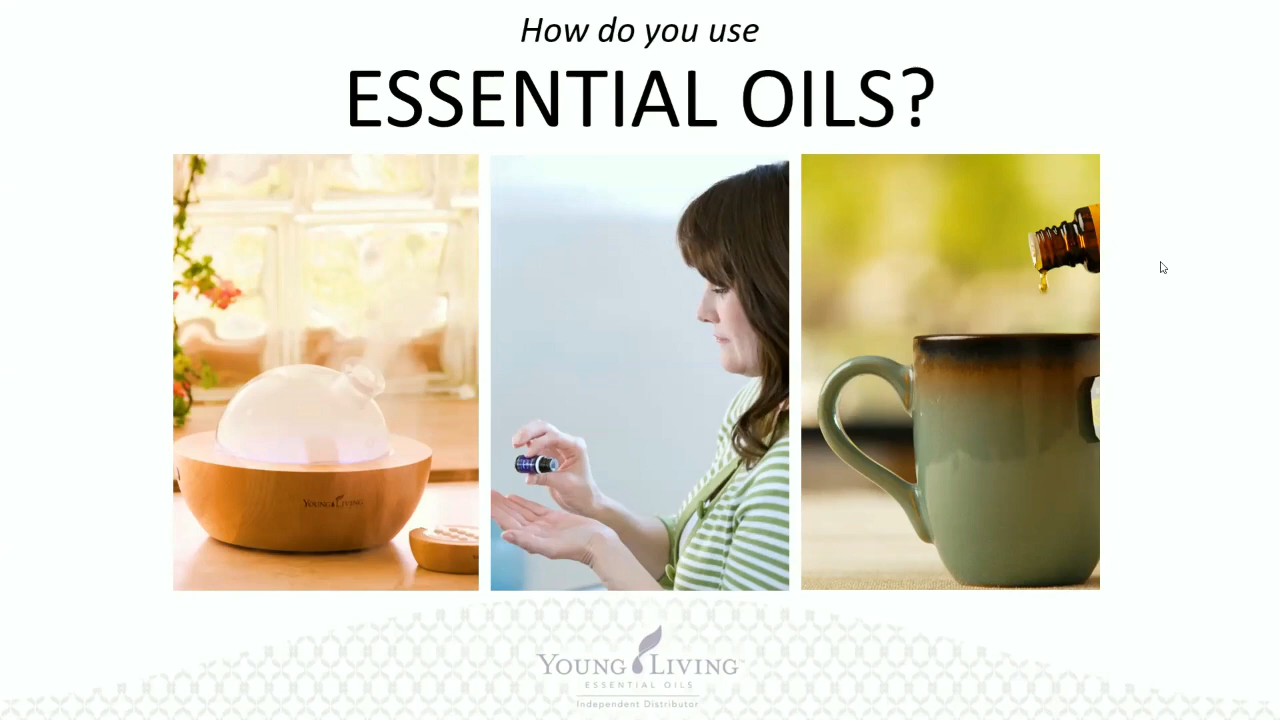 How do you use
ESSENTIAL OILS?
YOUNG LIVING
YOUNG LIVING
ESSENTIAL OILS
Independent Distributor